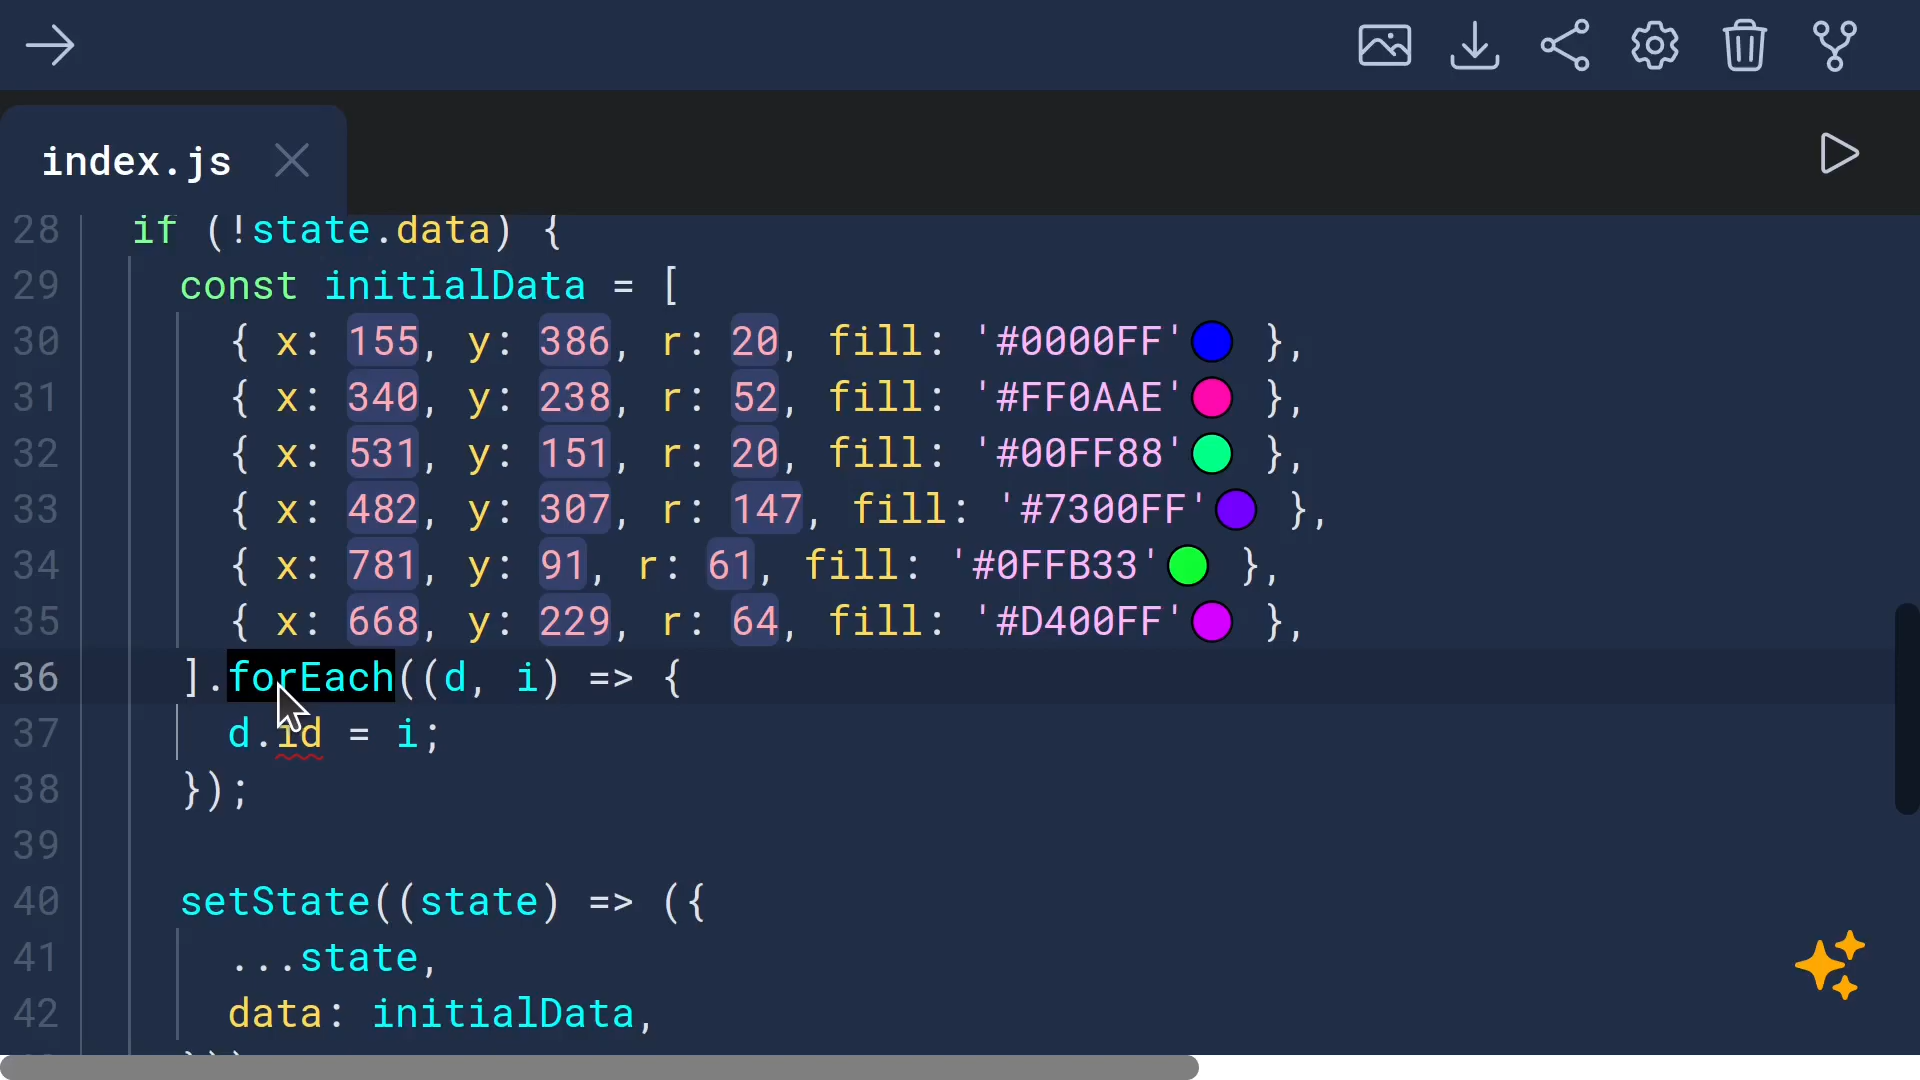 index.js
28 if (!state.data) {
29 const initialData = [
30 { x: 155, y: 386, r: 20, fill: '#0000FF' },
31 { x: 340, y: 238, r: 52, fill: '#FF0AAE' },
32 { x: 531, y: 151, r: 20, fill: '#00FF88' },
33 { x: 482, y: 307, r: 147, fill: '#7300FF' },
34 { x: 781, y: 91, r: 61, fill: '#0FFB33' },
35 { x: 668, y: 229, r: 64, fill: '#D400FF' },
36 ].forEach((d, i) => {
37 d.id = i;
38 });
39
40 setState((state) => ({
41 ...state,
42 data: initialData,